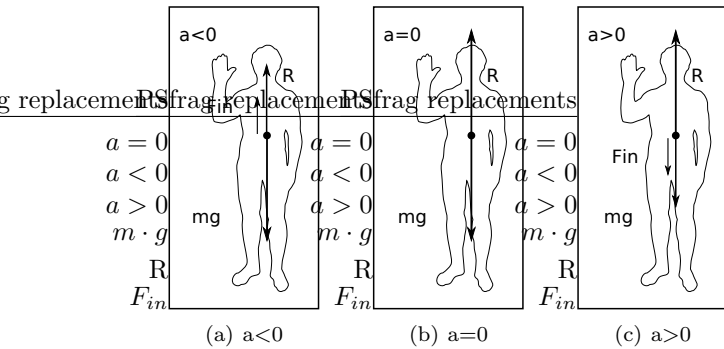 a<0
a=0
a>0
R
R
R
g replacements
PSfrag replacements
PSfrag replacements
Fin
a = 0
a < 0
a > 0
m · g
R
F_in
a = 0
a < 0
a > 0
m · g
R
F_in
a = 0
a < 0
a > 0
m · g
R
F_in
Fin
mg
mg
mg
(a) a<0
(b) a=0
(c) a>0